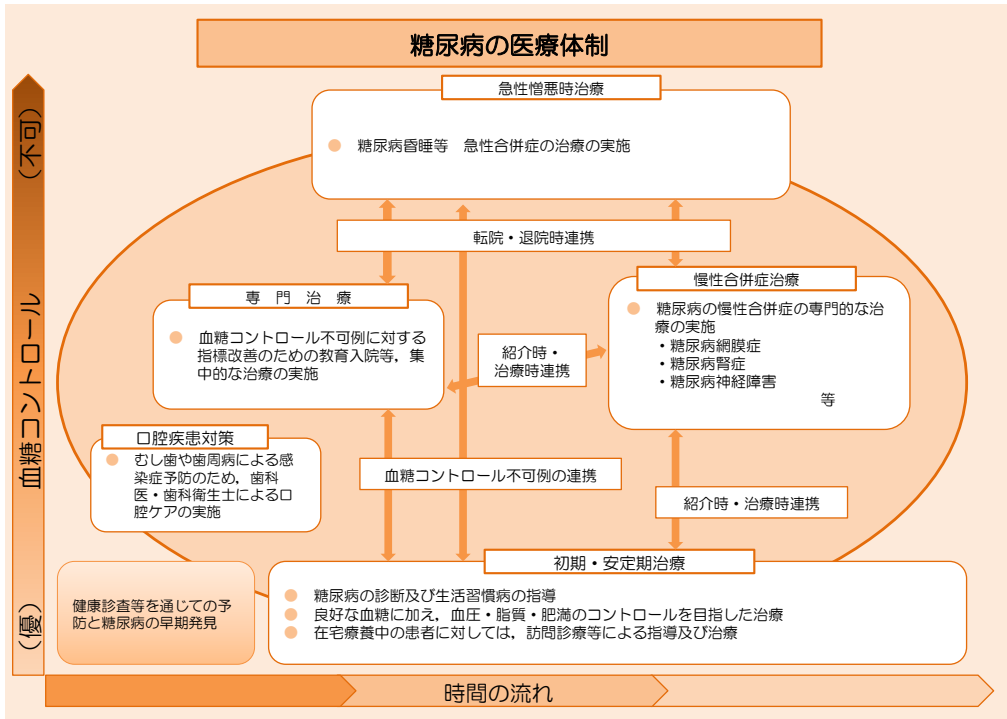 糖尿病の医療体制
（不可）
血糖コントロール
（優）
急性憎悪時治療
● 糖尿病昏睡等　急性合併症の治療の実施
転院・退院時連携
専　門　治　療
● 血糖コントロール不可例に対する
指標改善のための教育入院等，集
中的な治療の実施
慢性合併症治療
● 糖尿病の慢性合併症の専門的な治
療の実施
・糖尿病網膜症
・糖尿病腎症
・糖尿病神経障害
等
紹介時・
治療時連携
口腔疾患対策
● むし歯や歯周病による感
染症予防のため，歯科
医・歯科衛生士による口
腔ケアの実施
血糖コントロール不可例の連携
紹介時・治療時連携
初期・安定期治療
● 糖尿病の診断及び生活習慣病の指導
● 良好な血糖に加え，血圧・脂質・肥満のコントロールを目指した治療
● 在宅療養中の患者に対しては，訪問診療等による指導及び治療
健康診査等を通じての予
防と糖尿病の早期発見
時間の流れ